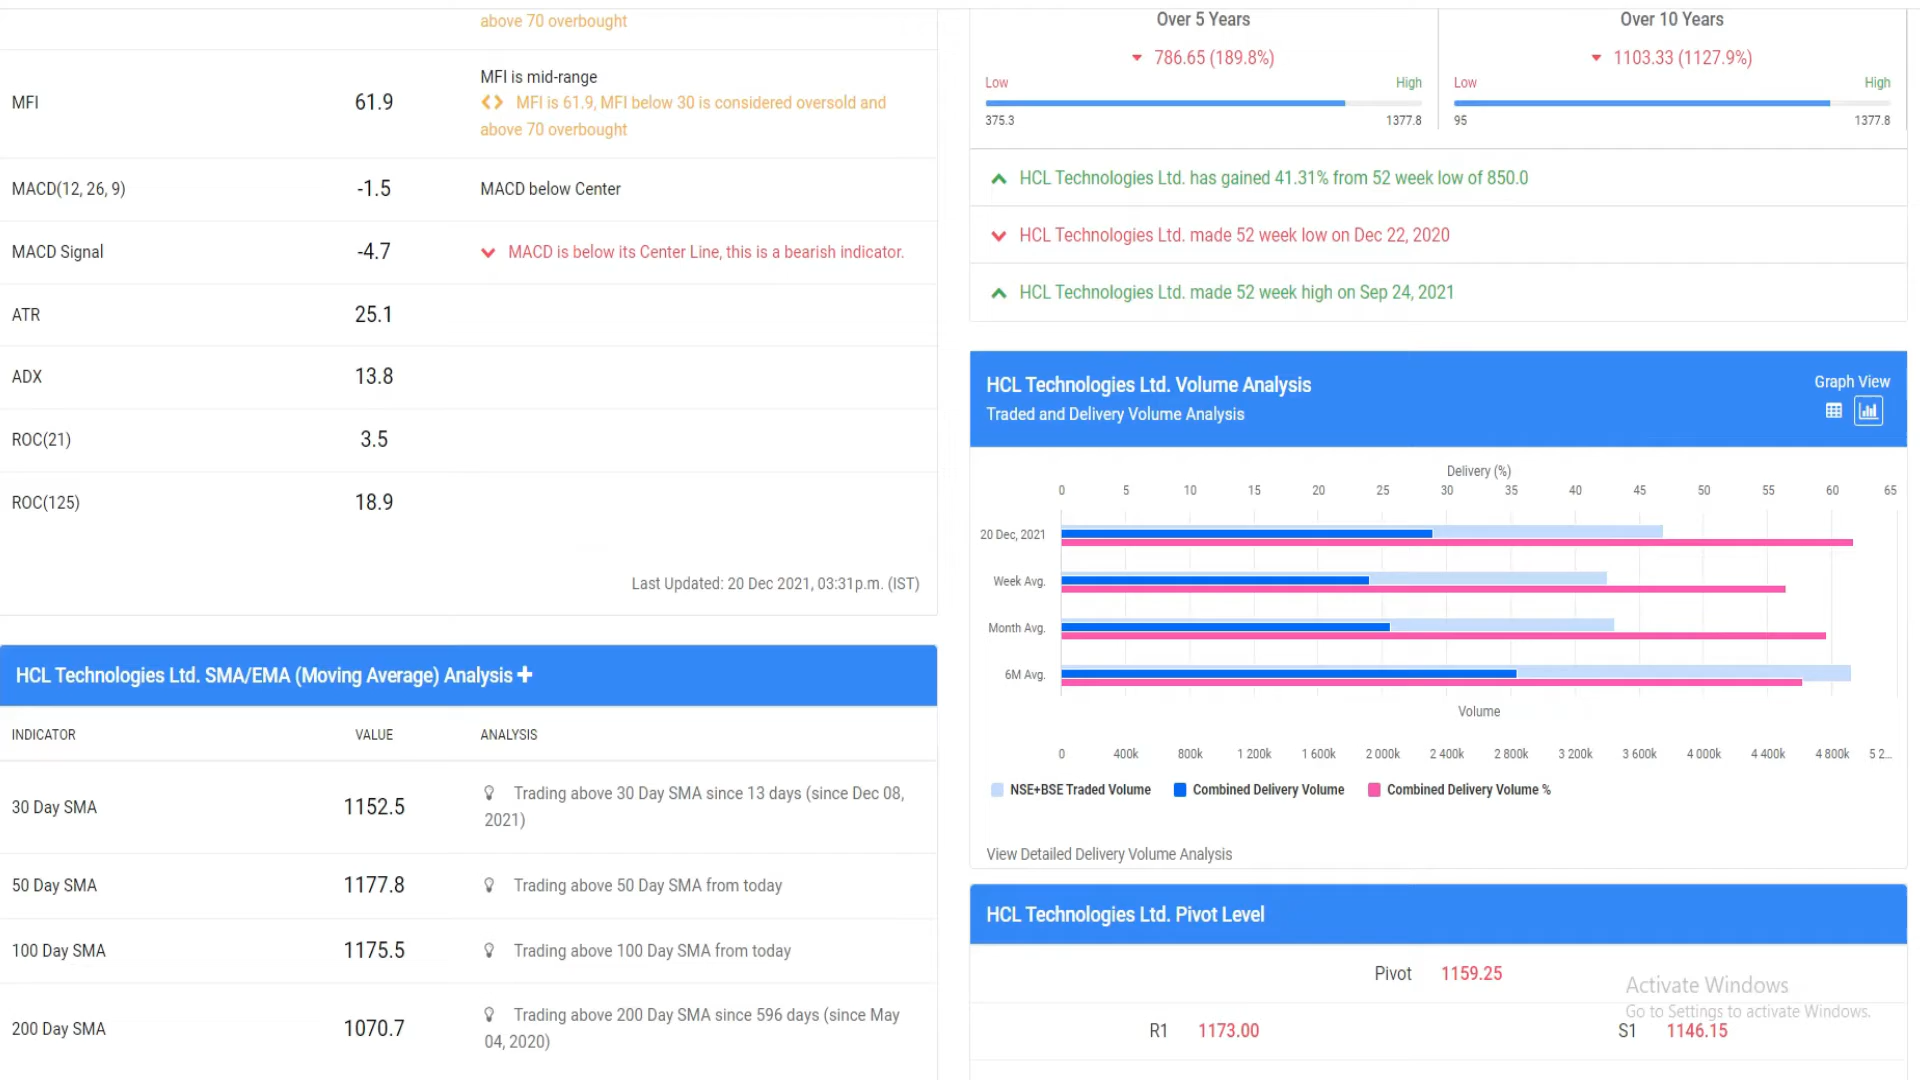 above 70 overbought
MFI
61.9
MFI is mid-range
MFI is 61.9, MFI below 30 is considered oversold and
above 70 overbought
MACD(12, 26, 9)
-1.5
MACD below Center
MACD Signal
-4.7
MACD is below its Center Line, this is a bearish indicator.
ATR
25.1
ADX
13.8
ROC(21)
3.5
ROC(125)
18.9
Last Updated: 20 Dec 2021, 03:31p.m. (IST)
HCL Technologies Ltd. SMA/EMA (Moving Average) Analysis
INDICATOR
VALUE
ANALYSIS
30 Day SMA
1152.5
Trading above 30 Day SMA since 13 days (since Dec 08,
2021)
50 Day SMA
1177.8
Trading above 50 Day SMA from today
100 Day SMA
1175.5
Trading above 100 Day SMA from today
200 Day SMA
1070.7
Trading above 200 Day SMA since 596 days (since May
04, 2020)
Over 5 Years
786.65 (189.8%)
Low
High
375.3
1377.8
Over 10 Years
1103.33 (1127.9%)
Low
High
95
1377.8
HCL Technologies Ltd. has gained 41.31% from 52 week low of 850.0
HCL Technologies Ltd. made 52 week low on Dec 22, 2020
HCL Technologies Ltd. made 52 week high on Sep 24, 2021
HCL Technologies Ltd. Volume Analysis
Traded and Delivery Volume Analysis
Graph View
Delivery (%)
0 5 10 15 20 25 30 35 40 45 50 55 60 65
20 Dec, 2021
Week Avg.
Month Avg.
6M Avg.
Volume
0 400k 800k 1 200k 1 600k 2 000k 2 400k 2 800k 3 200k 3 600k 4 000k 4 400k 4 800k 5 2...
NSE+BSE Traded Volume
Combined Delivery Volume
Combined Delivery Volume %
View Detailed Delivery Volume Analysis
HCL Technologies Ltd. Pivot Level
Pivot 1159.25
R1 1173.00
S1 1146.15
Activate Windows
Go to Settings to activate Windows.